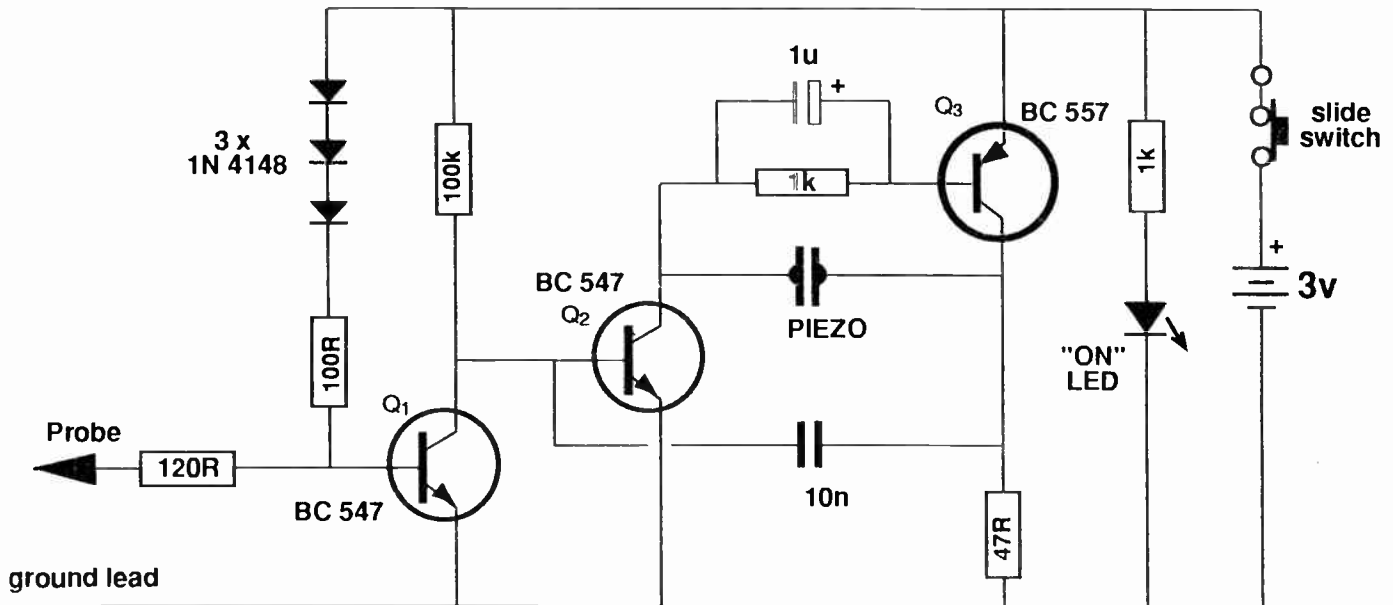 1u
+
Q3
BC 557
slide
switch
3 x
1N 4148
100k
1k
1k
+
3v
BC 547
Q2
PIEZO
"ON"
LED
100R
Q1
Probe
120R
BC 547
10n
47R
ground lead